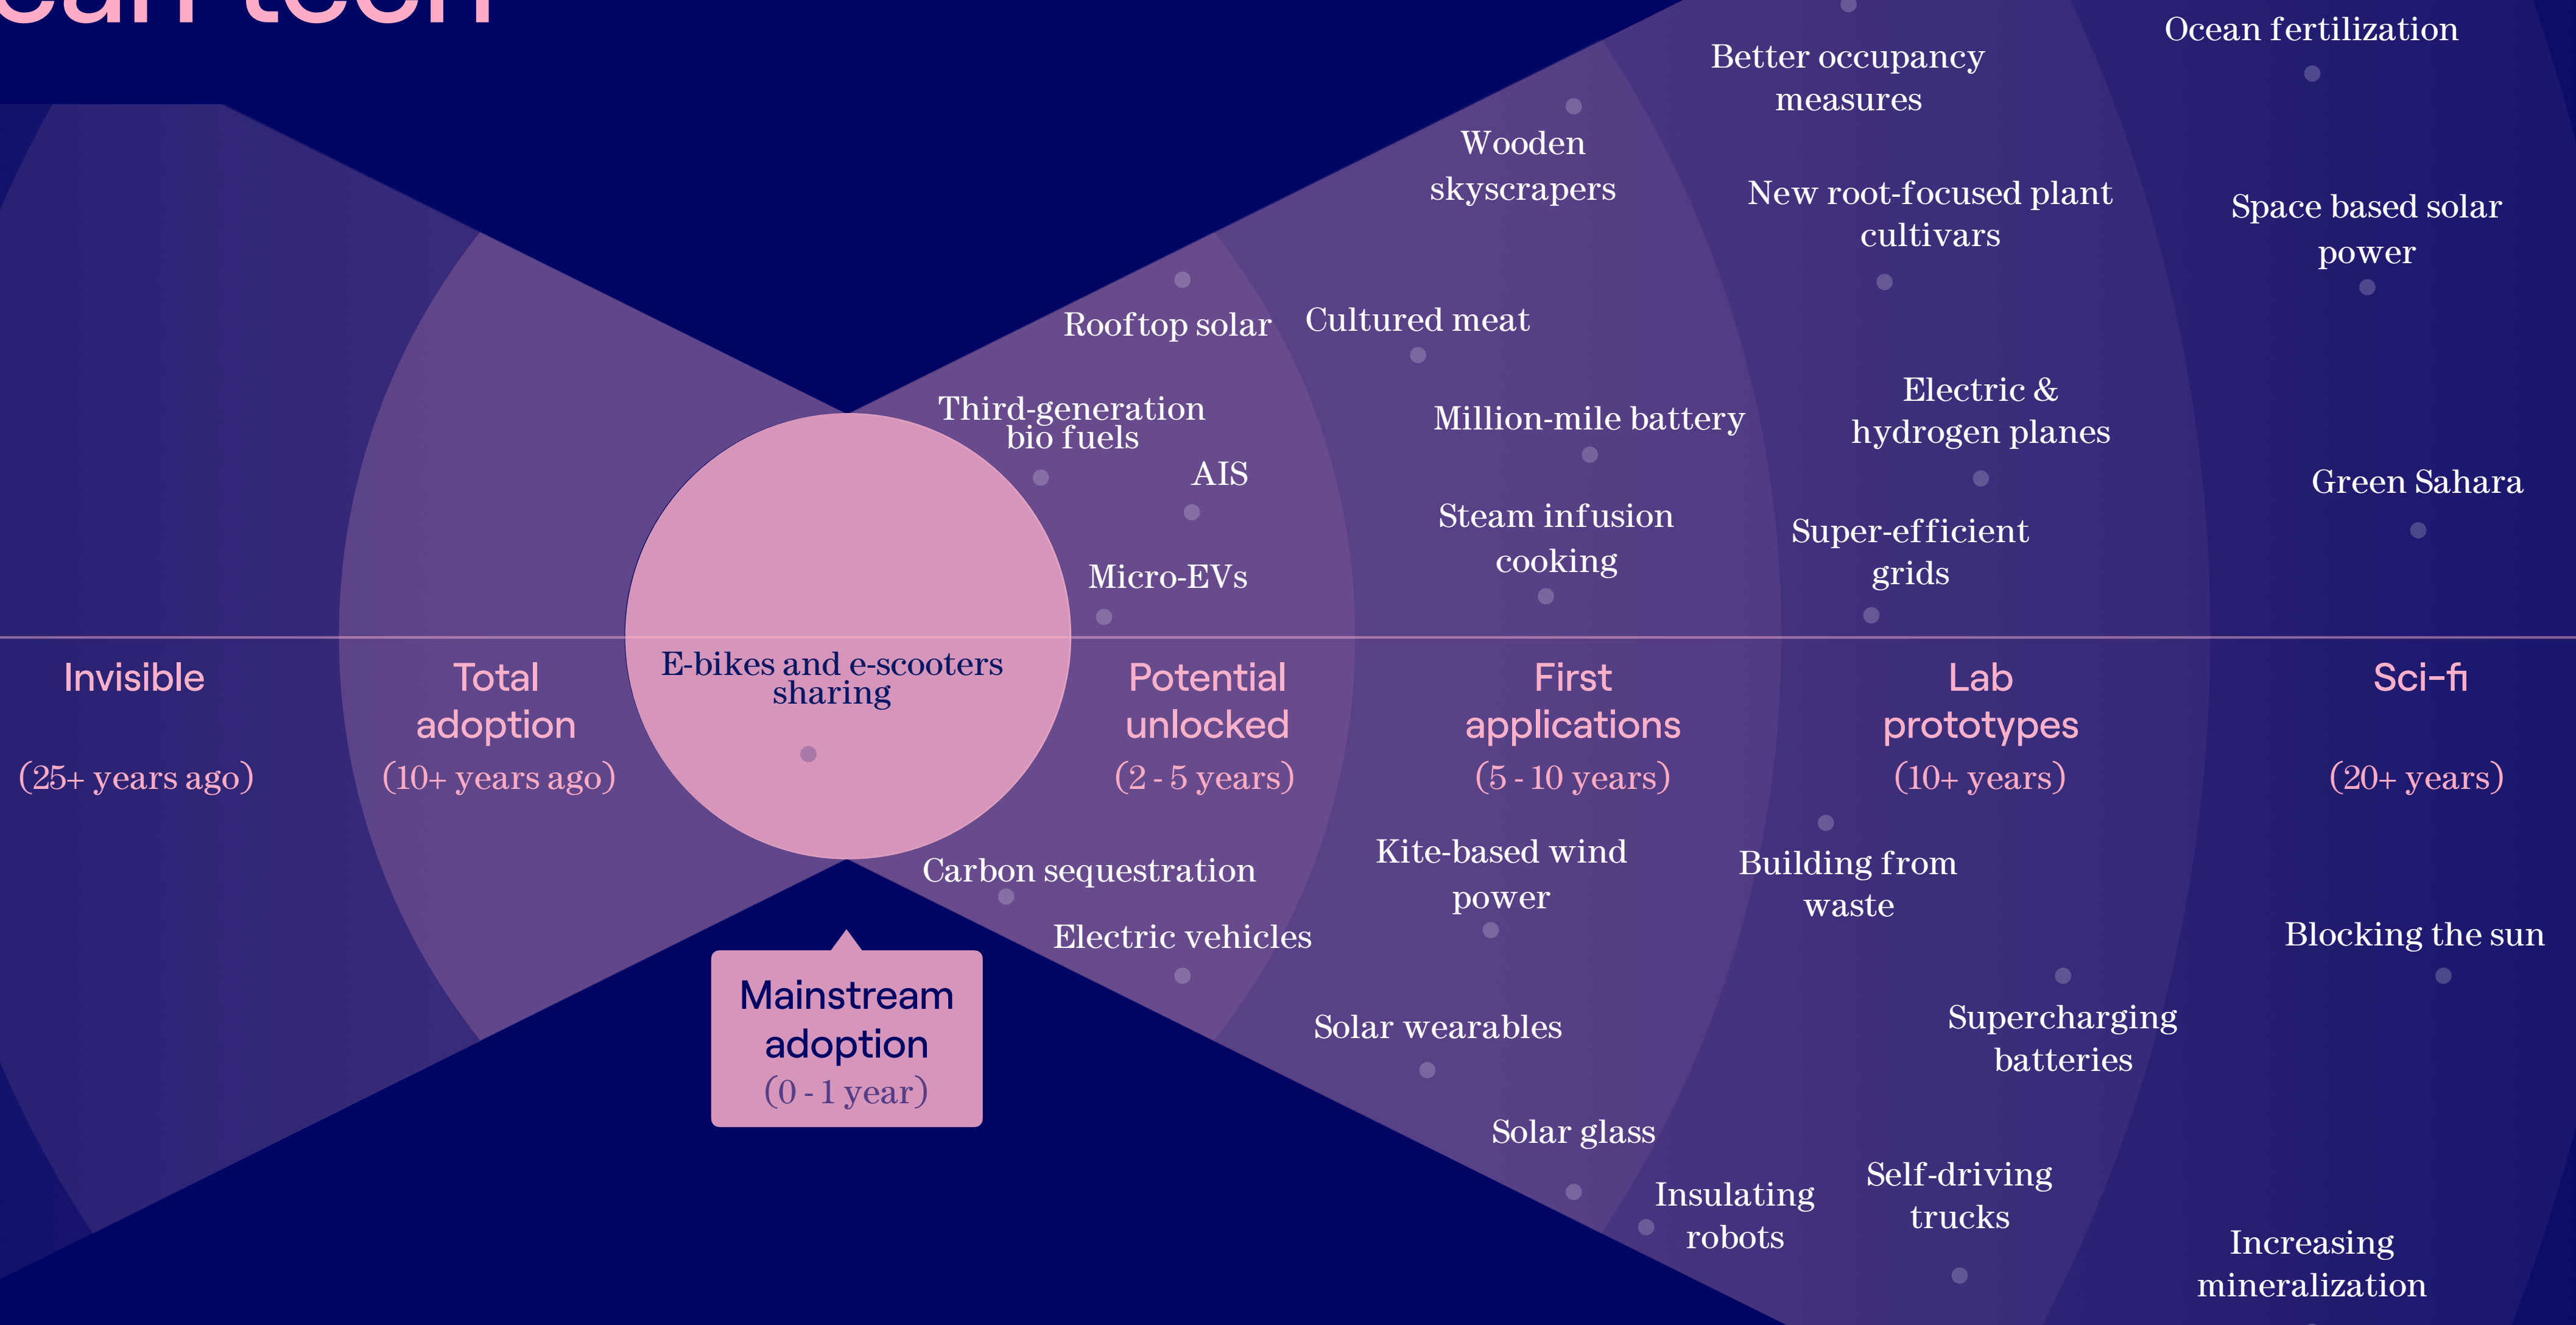 Ocean fertilization
Better occupancy
measures
Wooden
skyscrapers
New root-focused plant
cultivars
Space based solar
power
Rooftop solar
Cultured meat
Third-generation
bio fuels
Million-mile battery
Electric &
hydrogen planes
AIS
Green Sahara
Steam infusion
cooking
Super-efficient
grids
Micro-EVs
Invisible
(25+ years ago)
Total
adoption
(10+ years ago)
E-bikes and e-scooters
sharing
Potential
unlocked
(2 - 5 years)
First
applications
(5 - 10 years)
Lab
prototypes
(10+ years)
Sci-fi
(20+ years)
Carbon sequestration
Kite-based wind
power
Building from
waste
Electric vehicles
Blocking the sun
Mainstream
adoption
(0 - 1 year)
Solar wearables
Supercharging
batteries
Solar glass
Insulating
robots
Self-driving
trucks
Increasing
mineralization